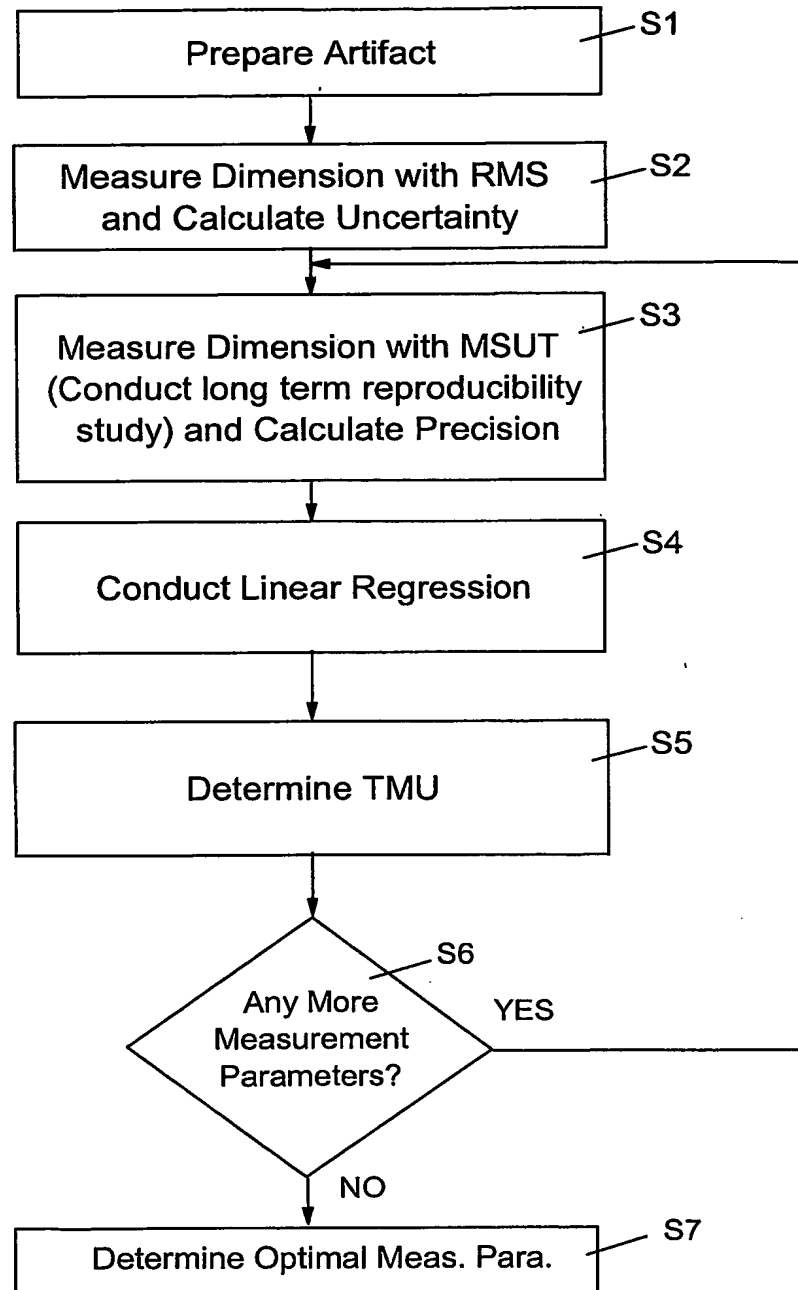 S1
Prepare Artifact
S2
Measure Dimension with RMS
and Calculate Uncertainty
S3
Measure Dimension with MSUT
(Conduct long term reproducibility
study) and Calculate Precision
S4
Conduct Linear Regression
S5
Determine TMU
S6
Any More
Measurement
Parameters?
YES
NO
S7
Determine Optimal Meas. Para.